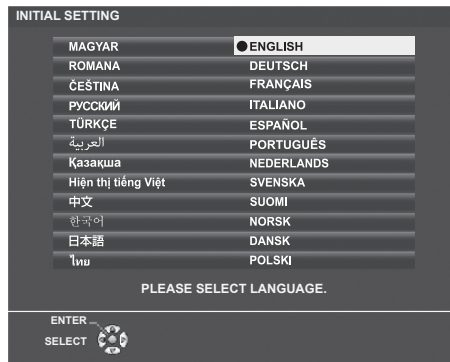 INITIAL SETTING
MAGYAR ENGLISH
ROMANA DEUTSCH
ČEŠTINA FRANÇAIS
РУССКИЙ ITALIANO
TÜRKÇE ESPAÑOL
العربية PORTUGUÊS
Қазақша NEDERLANDS
Hiện thị tiếng Việt SVENSKA
中文 SUOMI
한국어 NORSK
日本語 DANSK
ไทย POLSKI
PLEASE SELECT LANGUAGE.
ENTER
SELECT